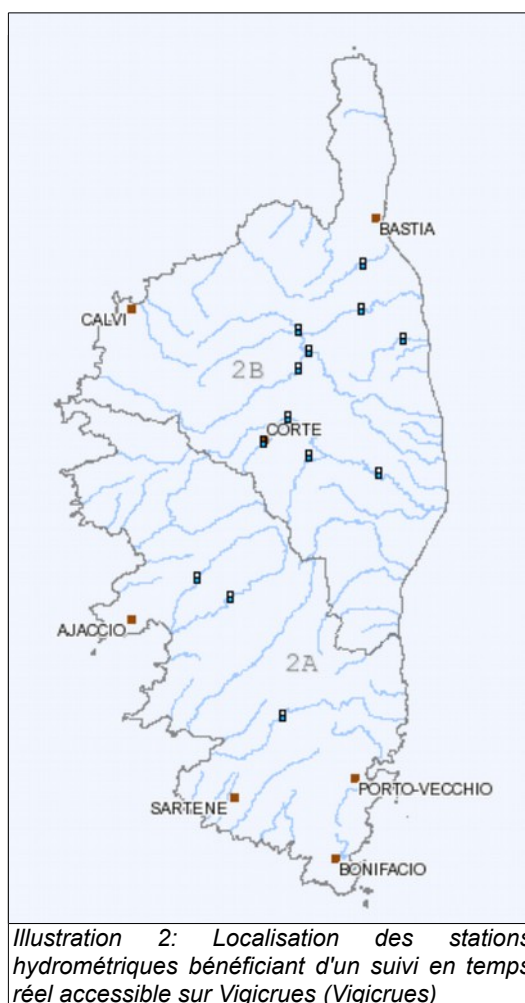 BASTIA
CALVI
2B
CORTE
AJACCIO
2A
PORTO-VECCHIO
SARTENE
BONIFACIO
Illustration 2: Localisation des stations
hydrométriques bénéficiant d'un suivi en temps
réel accessible sur Vigicrues (Vigicrues)